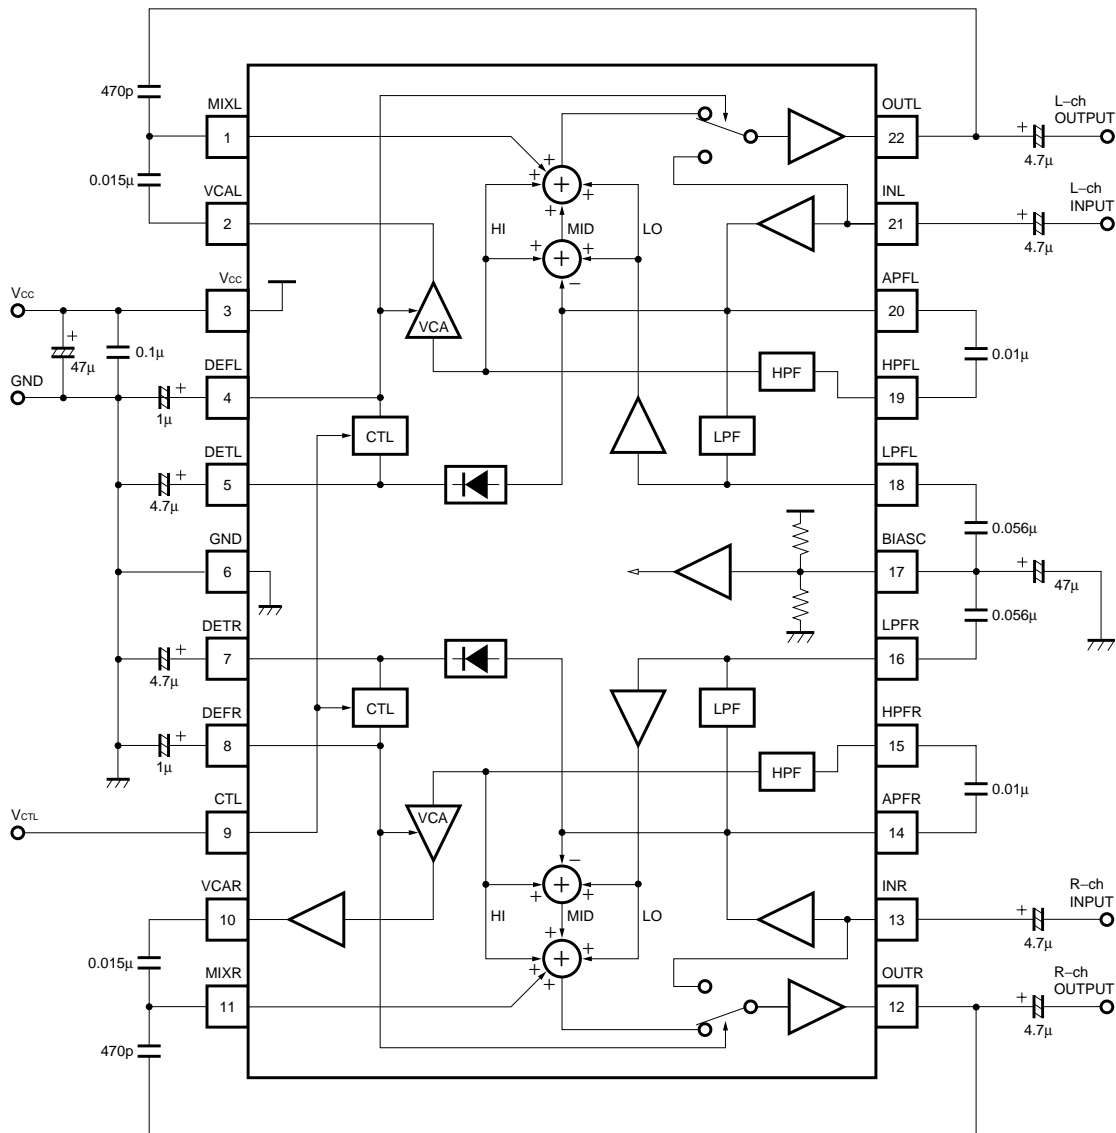 470p
MIXL
1
0.015µ
VCAL
2
VCC
VCC
3
+
47µ
0.1µ
GND
DEFL
4
+
1µ
DETL
5
+
4.7µ
GND
6
DETR
7
+
4.7µ
DEFR
8
+
1µ
CTL
9
VCTL
VCAR
10
0.015µ
MIXR
11
470p
+
+
+
+
+
HI
MID
LO
+
+
+
−
VCA
HPF
CTL
LPF
CTL
LPF
HPF
VCA
−
+
+
+
HI
MID
LO
+
+
+
+
+
OUTL
22
+
4.7µ
L–ch
OUTPUT
INL
21
+
4.7µ
L–ch
INPUT
APFL
20
0.01µ
HPFL
19
LPFL
18
0.056µ
BIASC
17
+
47µ
0.056µ
LPFR
16
HPFR
15
0.01µ
APFR
14
INR
13
+
4.7µ
R–ch
INPUT
OUTR
12
+
4.7µ
R–ch
OUTPUT